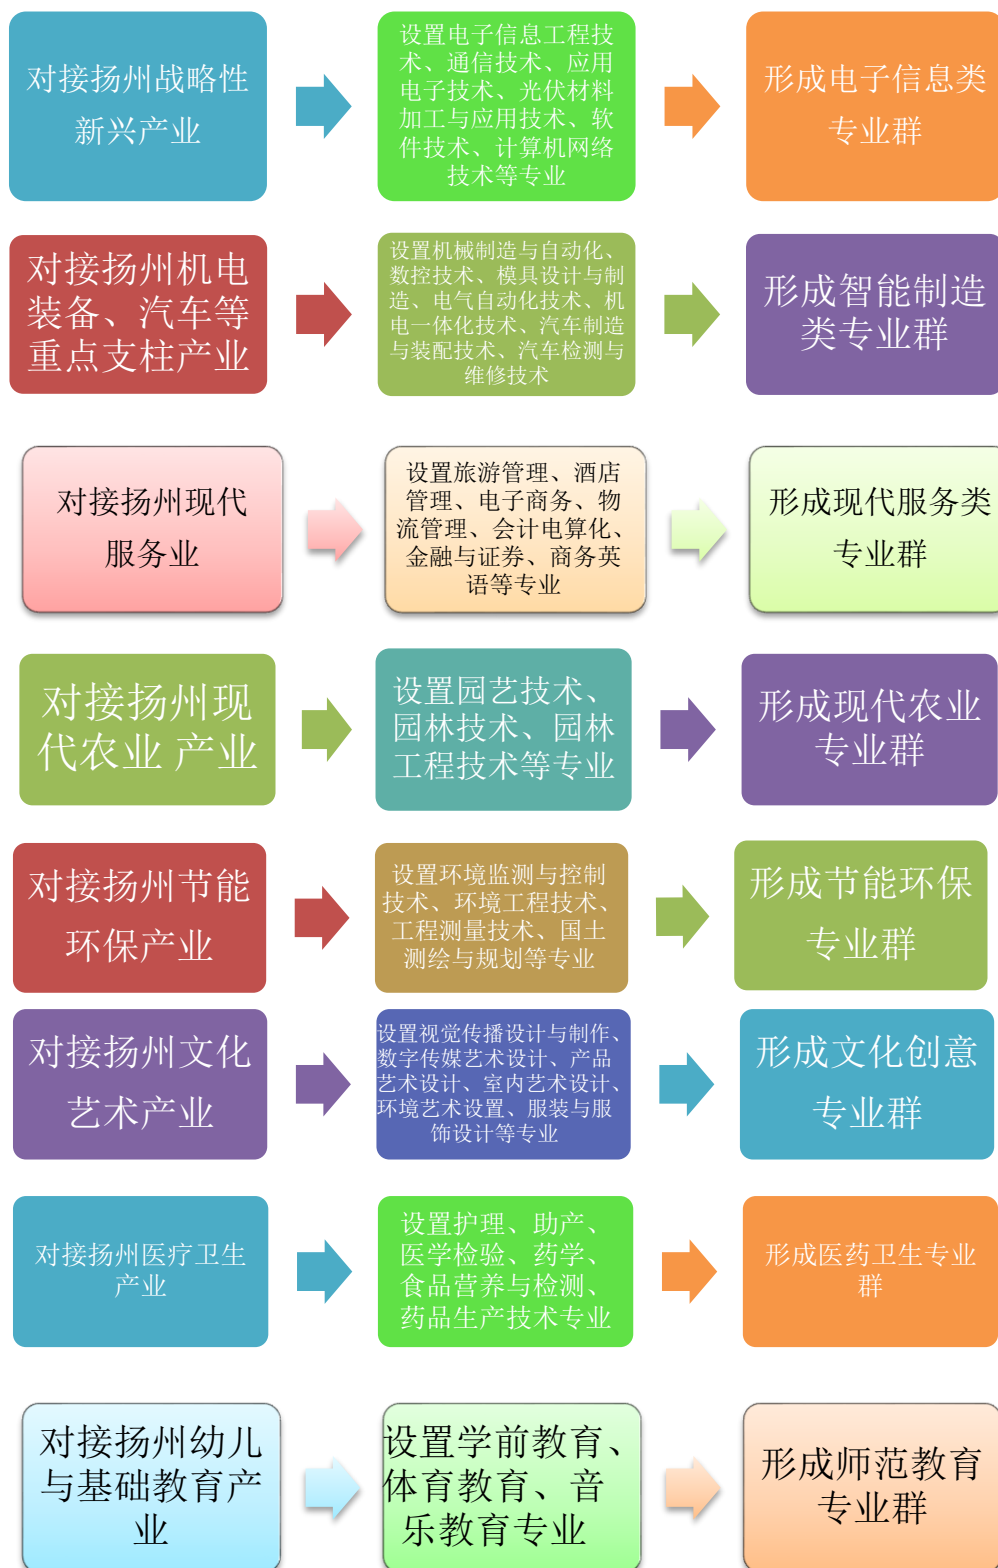 对接扬州战略性
新兴产业
设置电子信息工程技
术、通信技术、应用
电子技术、光伏材料
加工与应用技术、软
件技术、计算机网络
技术等专业
形成电子信息类
专业群
对接扬州机电
装备、汽车等
重点支柱产业
设置机械制造与自动化、
数控技术、模具设计与制
造、电气自动化技术、机
电一体化技术、汽车制造
与装配技术、汽车检测与
维修技术
形成智能制造
类专业群
对接扬州现代
服务业
设置旅游管理、酒店
管理、电子商务、物
流管理、会计电算化、
金融与证券、商务英
语等专业
形成现代服务类
专业群
对接扬州现
代农业 产业
设置园艺技术、
园林技术、园林
工程技术等专业
形成现代农业
专业群
对接扬州节能
环保产业
设置环境监测与控制
技术、环境工程技术、
工程测量技术、国土
测绘与规划等专业
形成节能环保
专业群
对接扬州文化
艺术产业
设置视觉传播设计与制作、
数字传媒艺术设计、产品
艺术设计、室内艺术设计、
环境艺术设置、服装与服
饰设计等专业
形成文化创意
专业群
对接扬州医疗卫生
产业
设置护理、助产、
医学检验、药学、
食品营养与检测、
药品生产技术专业
形成医药卫生专业
群
对接扬州幼儿
与基础教育产
业
设置学前教育、
体育教育、音
乐教育专业
形成师范教育
专业群